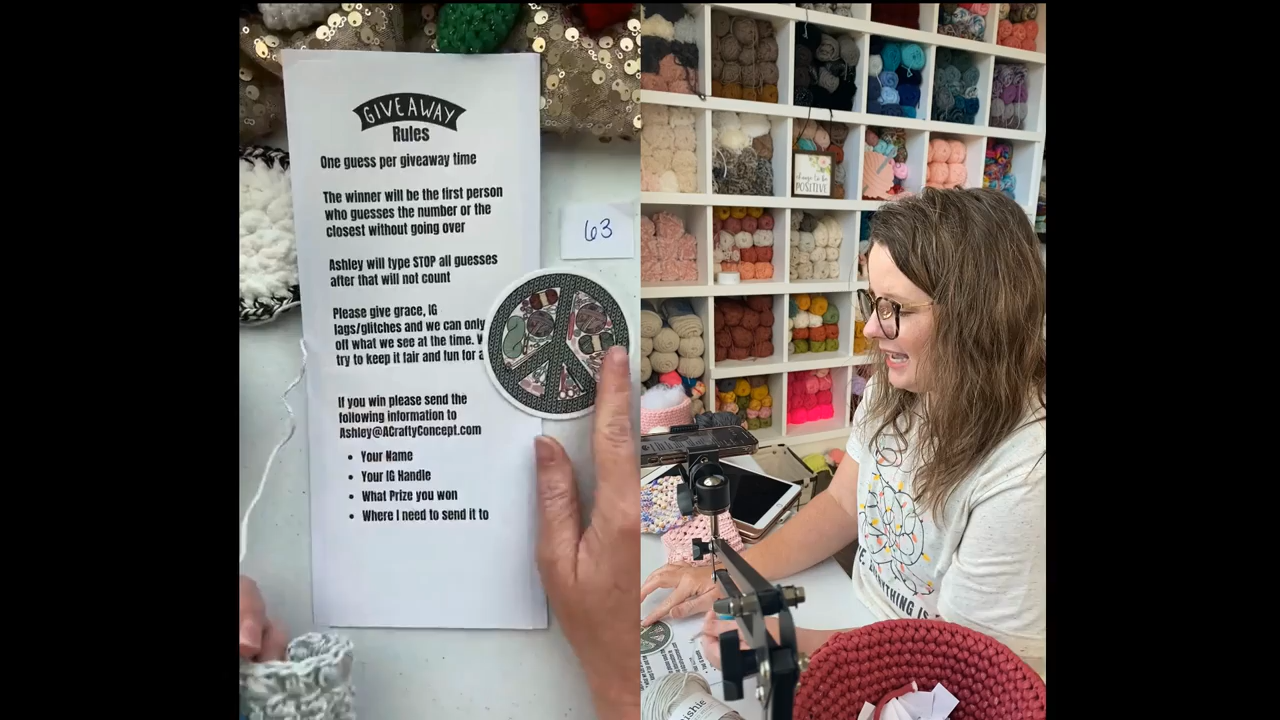 GIVEAWAY
Rules
One guess per giveaway time
The winner will be the first person
who guesses the number or the
closest without going over
Ashley will type STOP all guesses
after that will not count
Please give grace, IG
lags/glitches and we can only
off what we see at the time.
try to keep it fair and fun for
If you win please send the
following information to
Ashley@ACraftyConcept.com
• Your Name
• Your IG Handle
• What Prize you won
• Where I need to send it to
63
POSITIVE